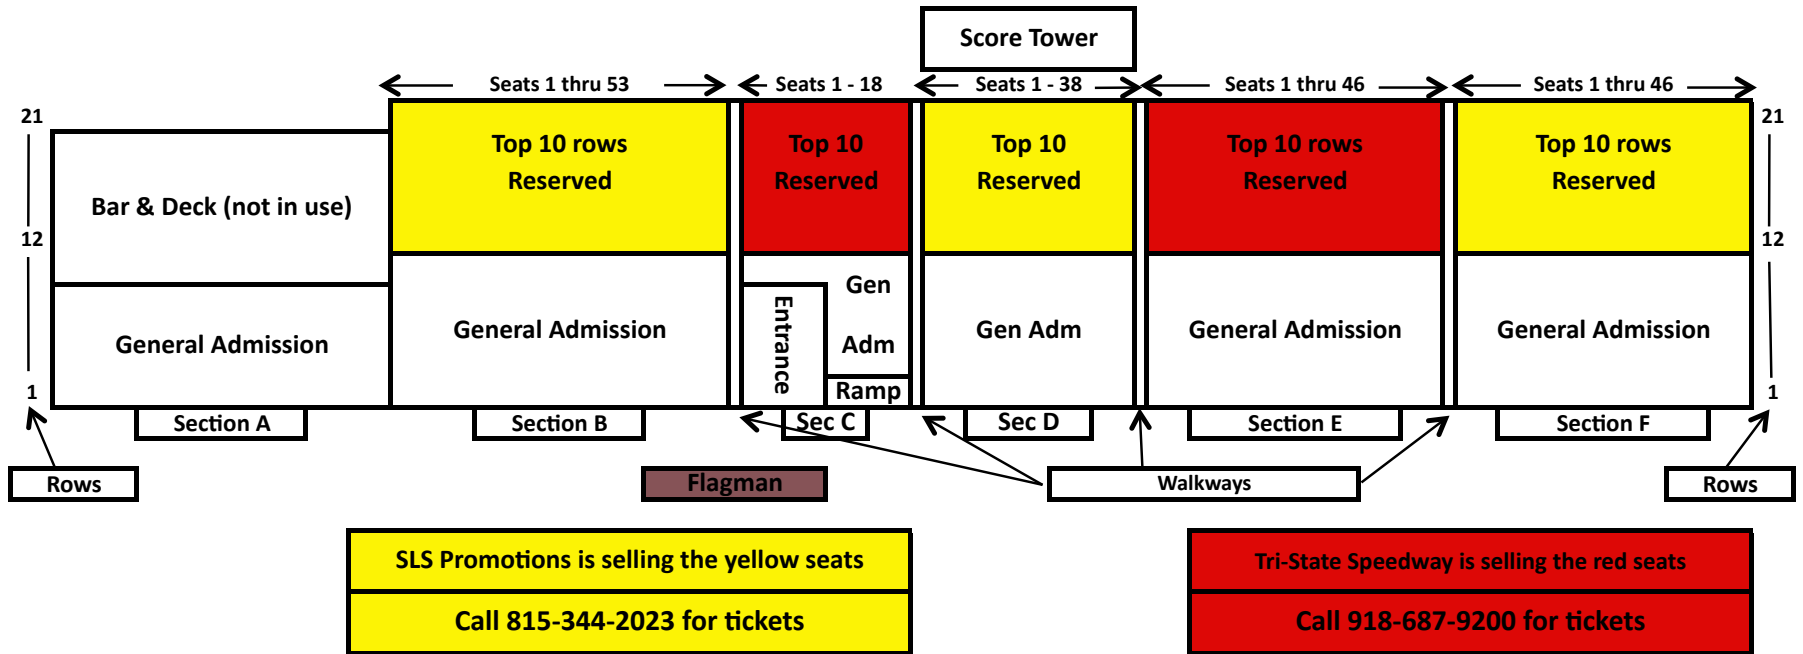 Score Tower
Seats 1 thru 53
Seats 1 - 18
Seats 1 - 38
Seats 1 thru 46
Seats 1 thru 46
21
12
1
Bar & Deck (not in use)
General Admission
Top 10 rows
Reserved
General Admission
Top 10
Reserved
Gen
Adm
Entrance
Ramp
Top 10
Reserved
Gen Adm
Top 10 rows
Reserved
General Admission
Top 10 rows
Reserved
General Admission
21
12
1
Section A
Section B
Sec C
Sec D
Section E
Section F
Rows
Flagman
Walkways
Rows
SLS Promotions is selling the yellow seats
Call 815-344-2023 for tickets
Tri-State Speedway is selling the red seats
Call 918-687-9200 for tickets